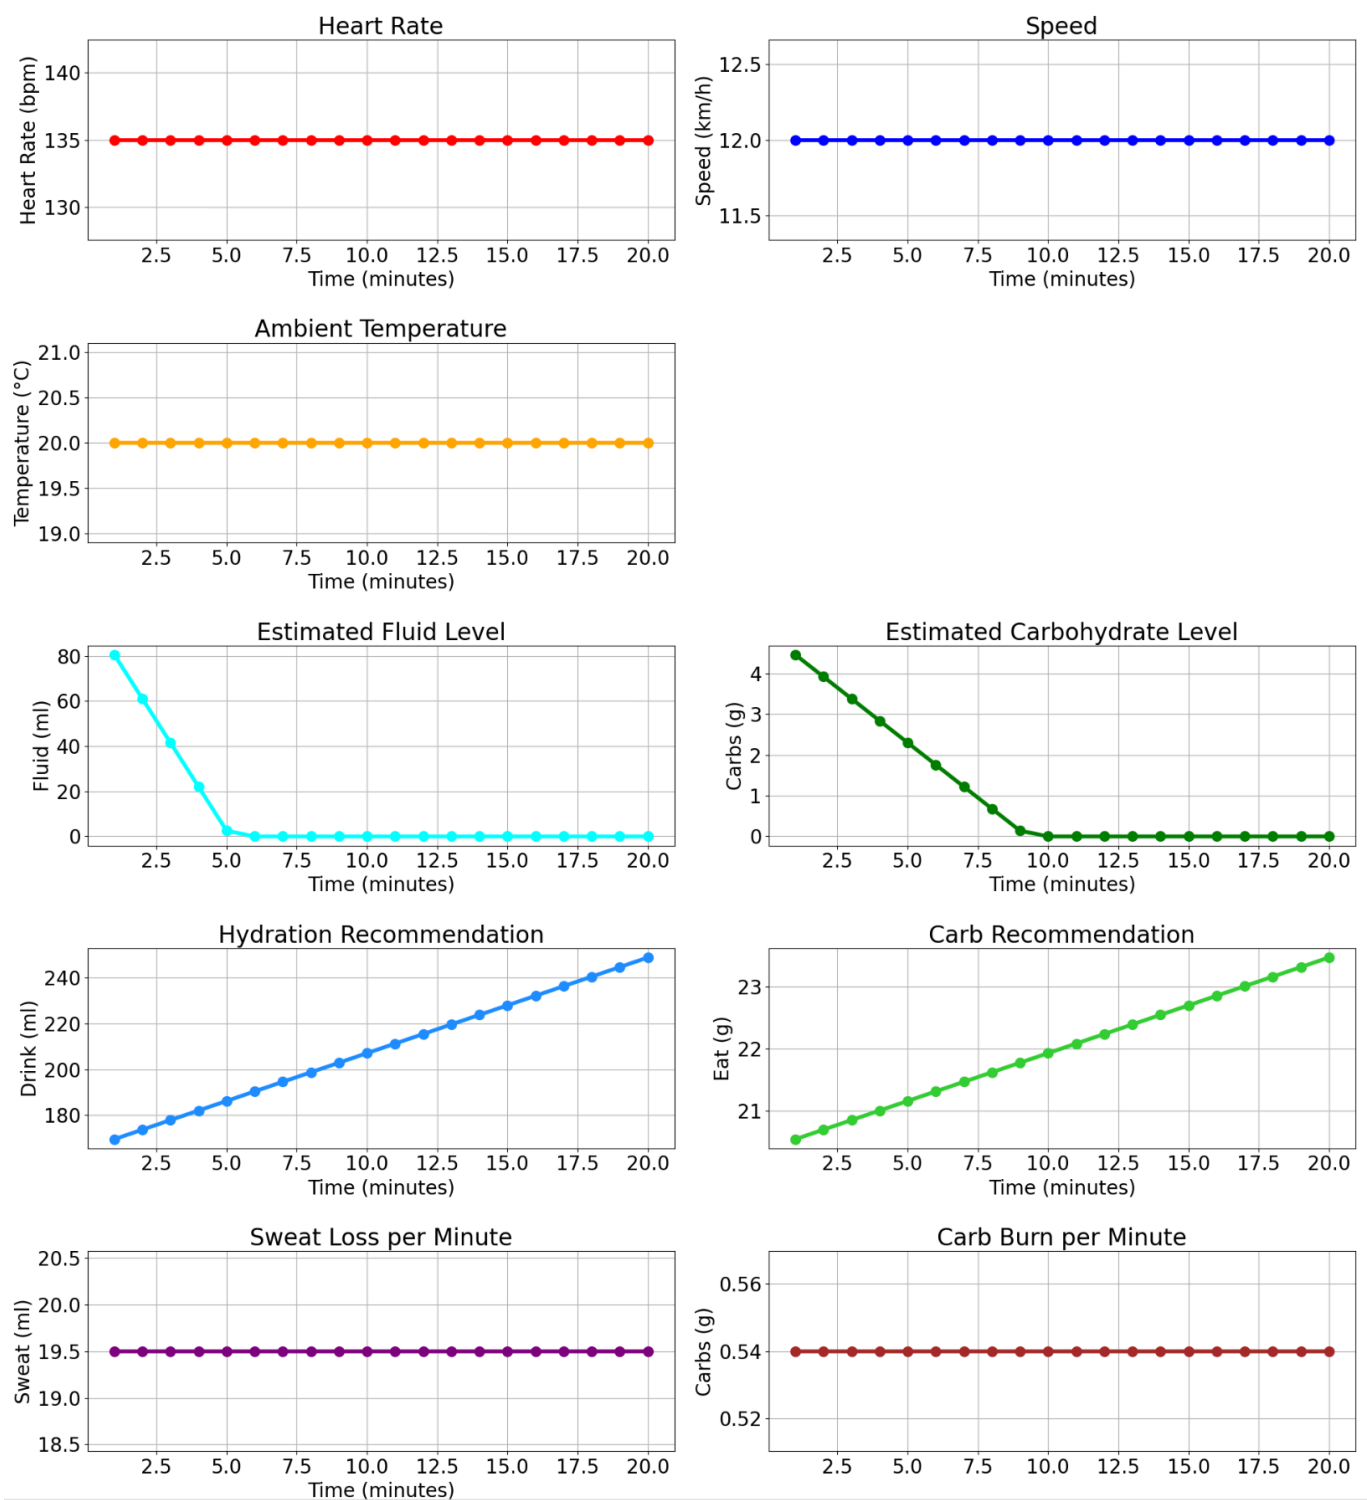 Heart Rate
Speed
Heart Rate (bpm)
140
135
130
2.5 5.0 7.5 10.0 12.5 15.0 17.5 20.0
Time (minutes)
Speed (km/h)
12.5
12.0
11.5
2.5 5.0 7.5 10.0 12.5 15.0 17.5 20.0
Time (minutes)
Ambient Temperature
Temperature (°C)
21.0
20.5
20.0
19.5
19.0
2.5 5.0 7.5 10.0 12.5 15.0 17.5 20.0
Time (minutes)
Estimated Fluid Level
Fluid (ml)
80
60
40
20
0
2.5 5.0 7.5 10.0 12.5 15.0 17.5 20.0
Time (minutes)
Estimated Carbohydrate Level
Carbs (g)
4
3
2
1
0
2.5 5.0 7.5 10.0 12.5 15.0 17.5 20.0
Time (minutes)
Hydration Recommendation
Drink (ml)
240
220
200
180
2.5 5.0 7.5 10.0 12.5 15.0 17.5 20.0
Time (minutes)
Carb Recommendation
Eat (g)
23
22
21
2.5 5.0 7.5 10.0 12.5 15.0 17.5 20.0
Time (minutes)
Sweat Loss per Minute
Sweat (ml)
20.5
20.0
19.5
19.0
18.5
2.5 5.0 7.5 10.0 12.5 15.0 17.5 20.0
Time (minutes)
Carb Burn per Minute
Carbs (g)
0.56
0.54
0.52
2.5 5.0 7.5 10.0 12.5 15.0 17.5 20.0